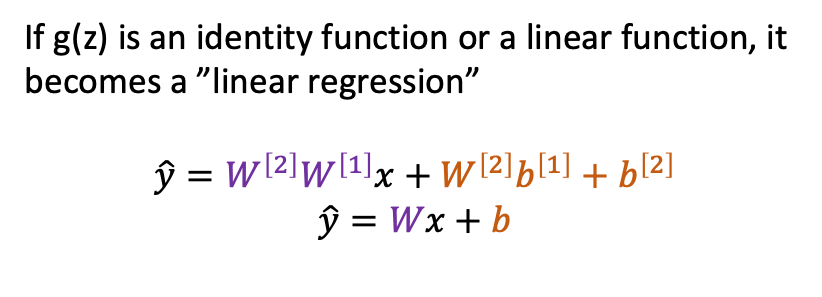 If g(z) is an identity function or a linear function, it
becomes a ”linear regression”
ŷ = W^[2]W^[1]x + W^[2]b^[1] + b^[2]
ŷ = Wx + b